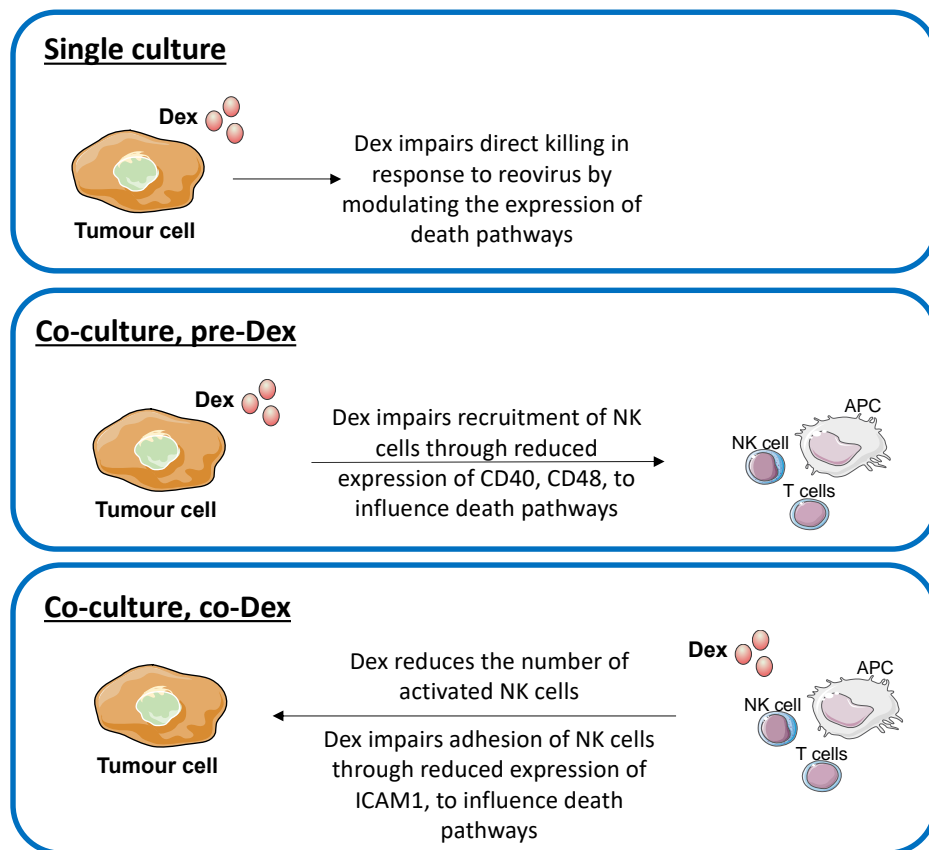 Single culture
Dex
Tumour cell
Dex impairs direct killing in
response to reovirus by
modulating the expression of
death pathways
Co-culture, pre-Dex
Dex
Tumour cell
Dex impairs recruitment of NK
cells through reduced
expression of CD40, CD48, to
influence death pathways
APC
NK cell
T cells
Co-culture, co-Dex
Tumour cell
Dex reduces the number of
activated NK cells
Dex impairs adhesion of NK cells
through reduced expression of
ICAM1, to influence death
pathways
Dex
APC
NK cell
T cells